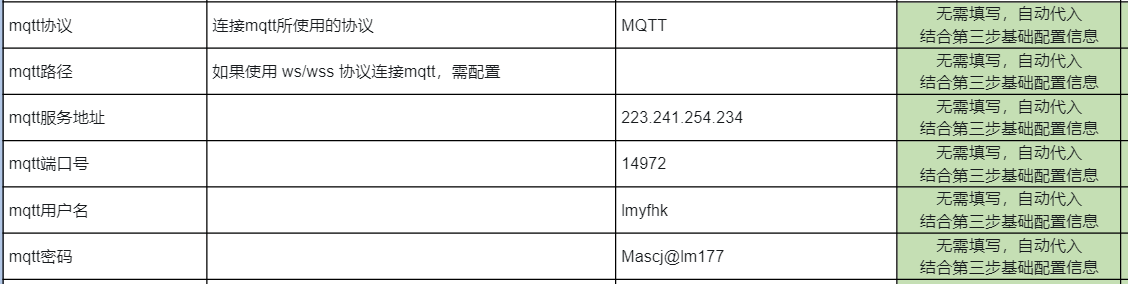 mqtt协议 连接mqtt所使用的协议 MQTT 无需填写，自动代入
结合第三步基础配置信息
mqtt路径 如果使用 ws/wss 协议连接mqtt，需配置 无需填写，自动代入
结合第三步基础配置信息
mqtt服务地址 223.241.254.234 无需填写，自动代入
结合第三步基础配置信息
mqtt端口号 14972 无需填写，自动代入
结合第三步基础配置信息
mqtt用户名 lmyfhk 无需填写，自动代入
结合第三步基础配置信息
mqtt密码 Mascj@lm177 无需填写，自动代入
结合第三步基础配置信息